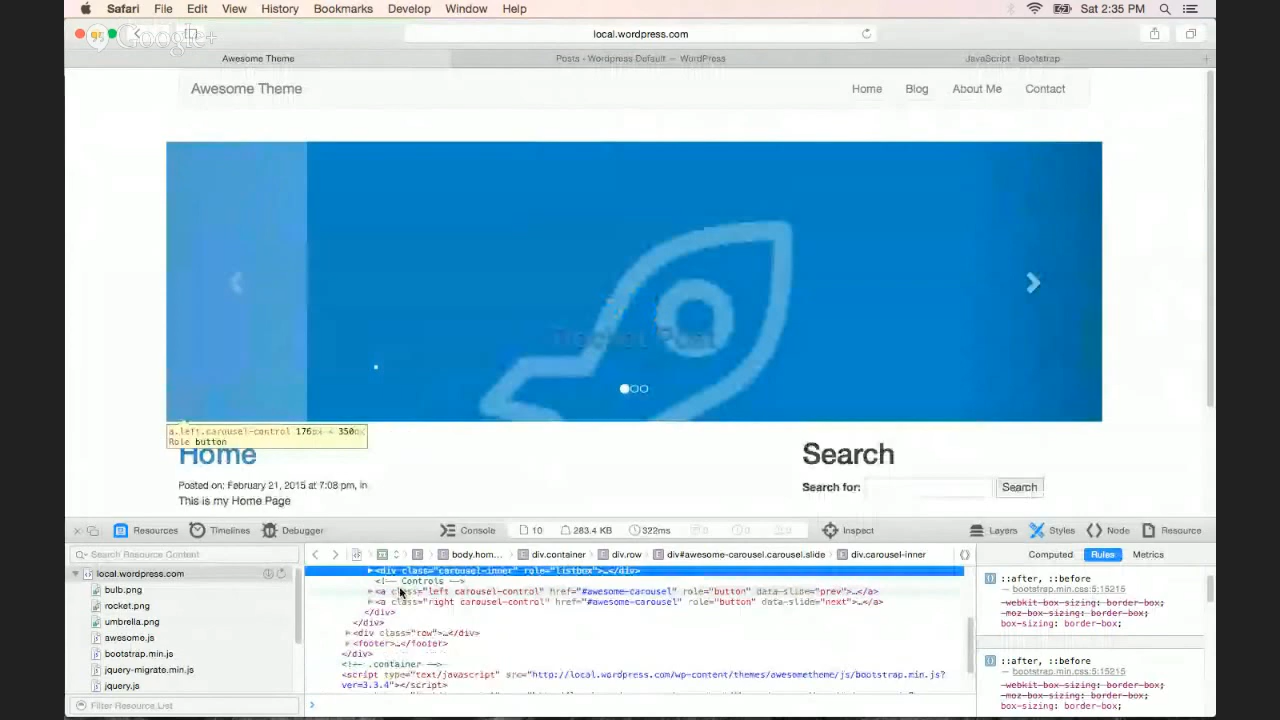 Safari File Edit View History Bookmarks Develop Window Help Sat 2:35 PM
Google+
local.wordpress.com
Awesome Theme Posts - Wordpress Default — WordPress JavaScript · Bootstrap
Awesome Theme Home Blog About Me Contact
Rocket Post
a.left.carousel-control 176px × 350px
Role button
Home Search
Posted on: February 21, 2015 at 7:08 pm, in
Search for: Search
This is my Home Page
Resources Timelines Debugger Console 10 283.4 KB 322ms 0 0 0 Inspect Layers Styles Node Resource
Search Resource Content body.hom... div.container div.row div#awesome-carousel.carousel.slide div.carousel-inner Computed Rules Metrics
local.wordpress.com
bulb.png
rocket.png
umbrella.png
awesome.js
bootstrap.min.js
jquery-migrate.min.js
jquery.js
Filter Resource List
<div class="carousel-inner" role="listbox">…</div>
<!-- Controls -->
<a class="left carousel-control" href="#awesome-carousel" role="button" data-slide="prev">…</a>
<a class="right carousel-control" href="#awesome-carousel" role="button" data-slide="next">…</a>
</div>
</div>
<div class="row">…</div>
<footer>…</footer>
</div>
<!-- .container -->
<script type="text/javascript" src="http://local.wordpress.com/wp-content/themes/awesometheme/js/bootstrap.min.js?
ver=3.3.4"></script>
::after, ::before
— bootstrap.min.css:5:15215
-webkit-box-sizing: border-box;
-moz-box-sizing: border-box;
box-sizing: border-box;
::after, ::before
— bootstrap.min.css:5:15215
-webkit-box-sizing: border-box;
-moz-box-sizing: border-box;
box-sizing: border-box;